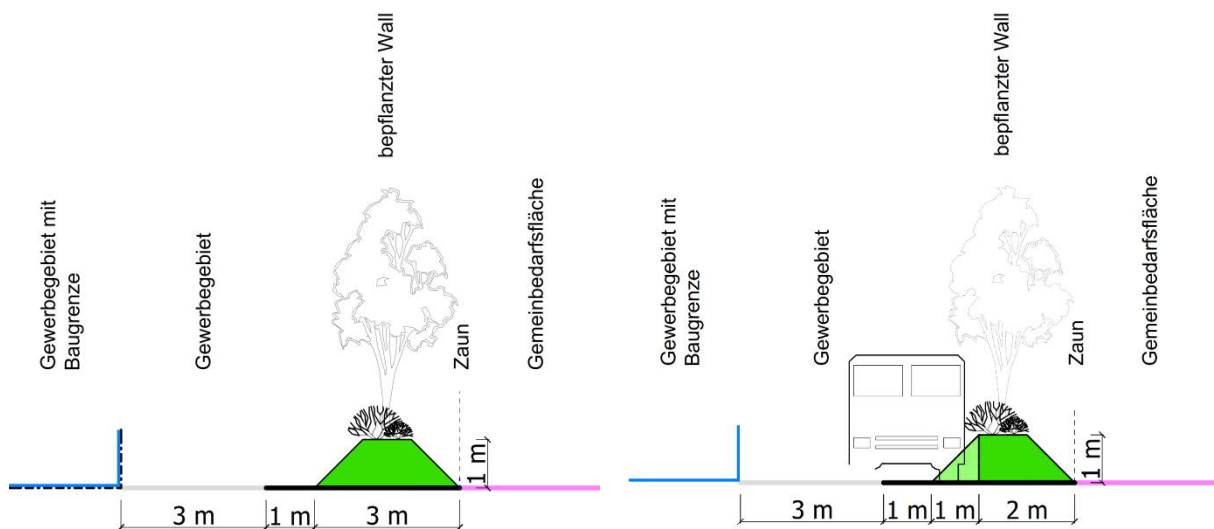 Gewerbegebiet mit
Baugrenze
Gewerbegebiet
bepflanzter Wall
Zaun
Gemeinbedarfsfläche
1 m
3 m
1 m
3 m
Gewerbegebiet mit
Baugrenze
Gewerbegebiet
bepflanzter Wall
Zaun
Gemeinbedarfsfläche
1 m
3 m
1 m
1 m
2 m